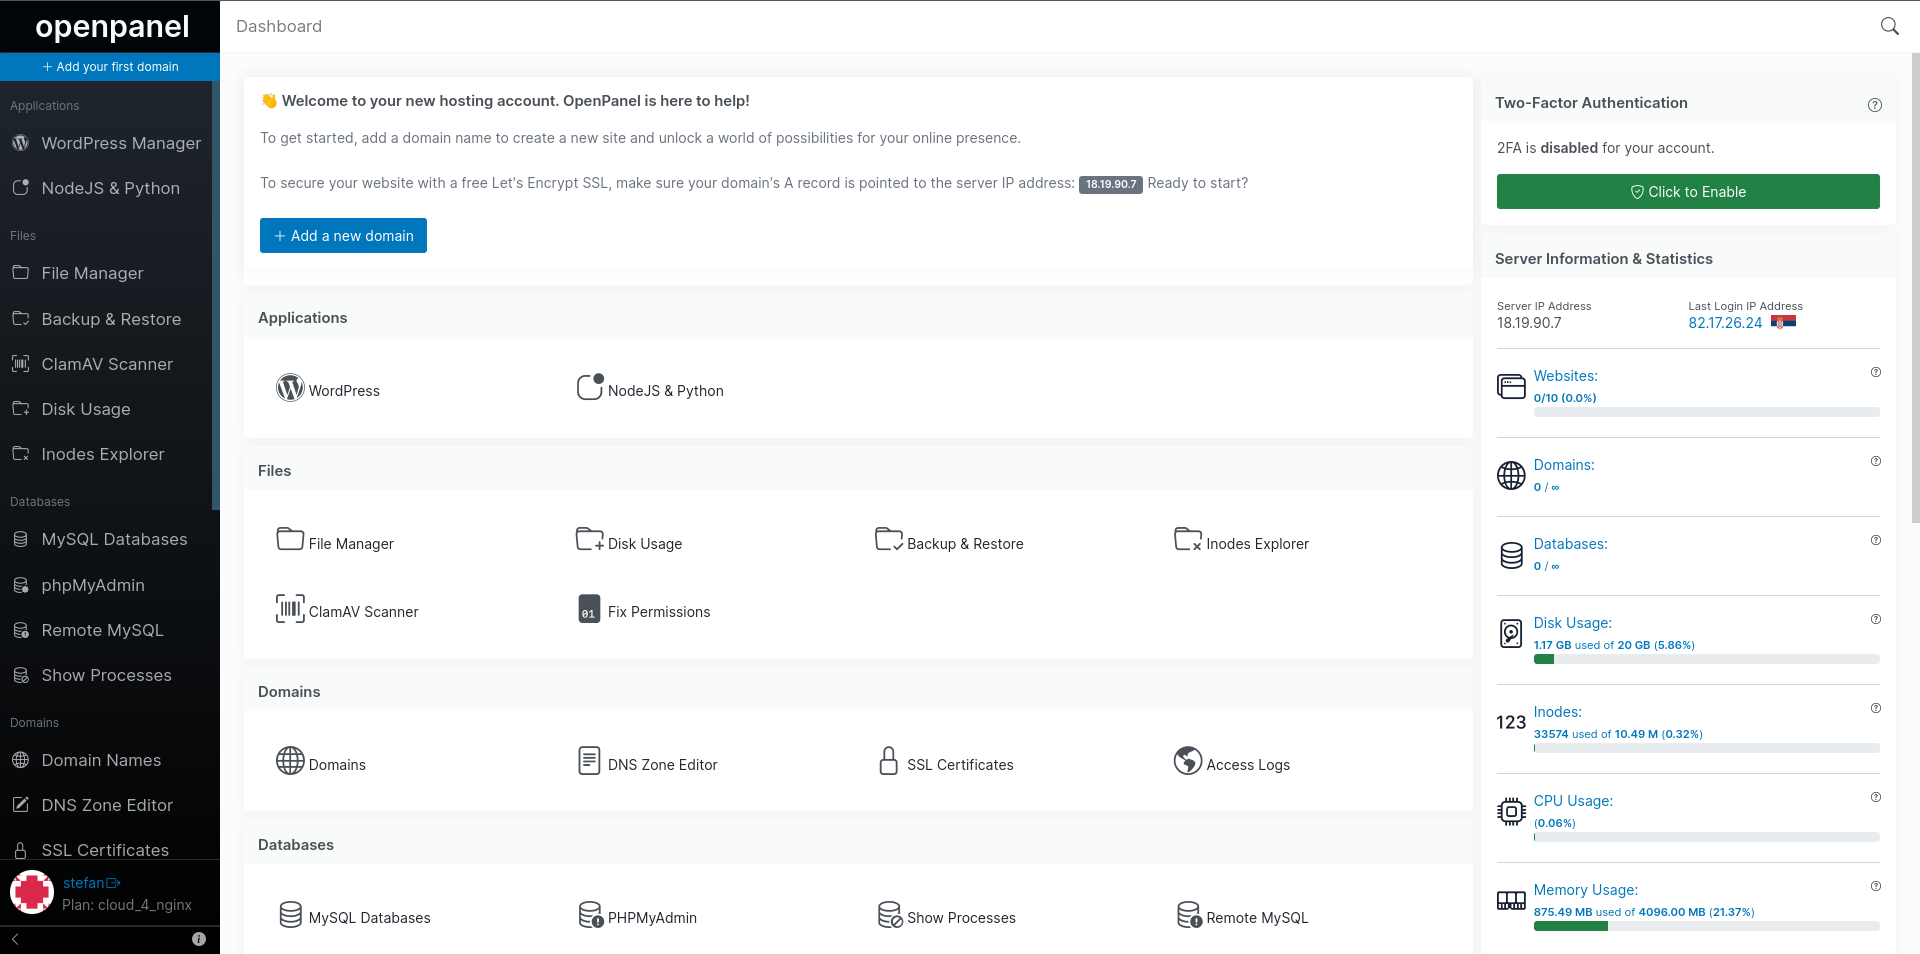 openpanel
+ Add your first domain
Applications
WordPress Manager
NodeJS & Python
Files
File Manager
Backup & Restore
ClamAV Scanner
Disk Usage
Inodes Explorer
Databases
MySQL Databases
phpMyAdmin
Remote MySQL
Show Processes
Domains
Domain Names
DNS Zone Editor
SSL Certificates
stefan
Plan: cloud_4_nginx
Dashboard
👋 Welcome to your new hosting account. OpenPanel is here to help!
To get started, add a domain name to create a new site and unlock a world of possibilities for your online presence.
To secure your website with a free Let's Encrypt SSL, make sure your domain's A record is pointed to the server IP address: 18.19.90.7 Ready to start?
+ Add a new domain
Applications
WordPress
NodeJS & Python
Files
File Manager
Disk Usage
Backup & Restore
Inodes Explorer
ClamAV Scanner
01
Fix Permissions
Domains
Domains
DNS Zone Editor
SSL Certificates
Access Logs
Databases
MySQL Databases
PHPMyAdmin
Show Processes
Remote MySQL
Two-Factor Authentication
2FA is disabled for your account.
Click to Enable
Server Information & Statistics
Server IP Address
18.19.90.7
Last Login IP Address
82.17.26.24
Websites:
0/10 (0.0%)
Domains:
0 / ∞
Databases:
0 / ∞
Disk Usage:
1.17 GB used of 20 GB (5.86%)
123
Inodes:
33574 used of 10.49 M (0.32%)
CPU Usage:
(0.06%)
Memory Usage:
875.49 MB used of 4096.00 MB (21.37%)